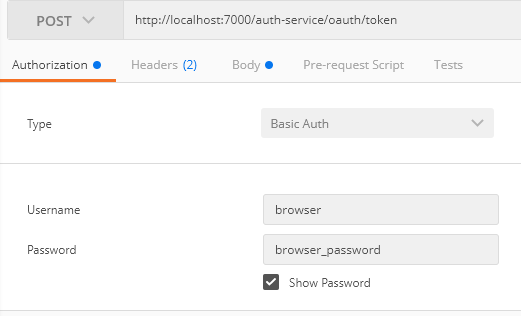 POST http://localhost:7000/auth-service/oauth/token
Authorization Headers (2) Body Pre-request Script Tests
Type Basic Auth
Username browser
Password browser_password
Show Password